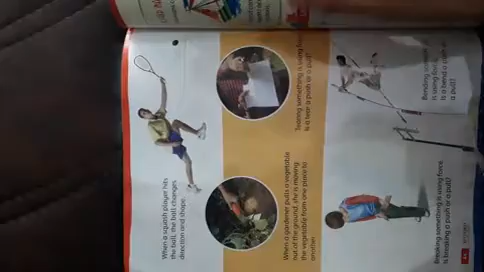 When a squash player hits
the ball, the ball changes
direction and shape.
When a gardener pulls a vegetable
out of the ground, she is moving
the vegetable from one place to
another.
Tearing something is using force.
Is a tear a push or a pull?
Breaking something is using force.
Is breaking a push or a pull?
Bending
is using force.
Is a bend a push or
a pull?